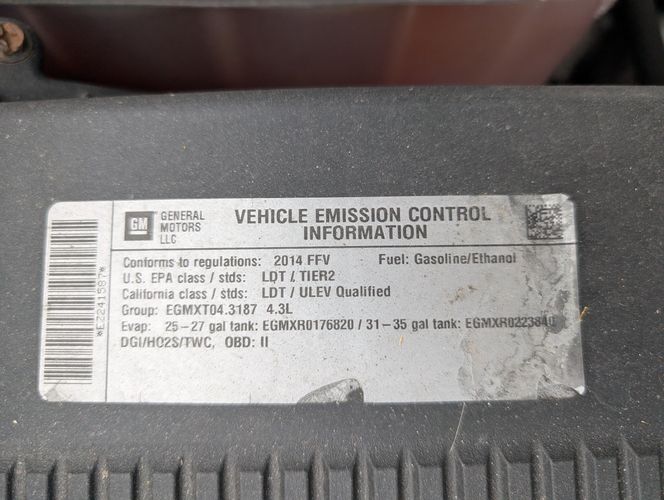 GM
GENERAL
MOTORS
LLC
VEHICLE EMISSION CONTROL
INFORMATION
Conforms to regulations: 2014 FFV Fuel: Gasoline/Ethanol
U.S. EPA class / stds: LDT / TIER2
California class / stds: LDT / ULEV Qualified
Group: EGMXT04.3187 4.3L
Evap: 25-27 gal tank: EGMXR0176820 / 31-35 gal tank: EGMXR0223840
DGI/HO2S/TWC, OBD: II
*EZ241587*